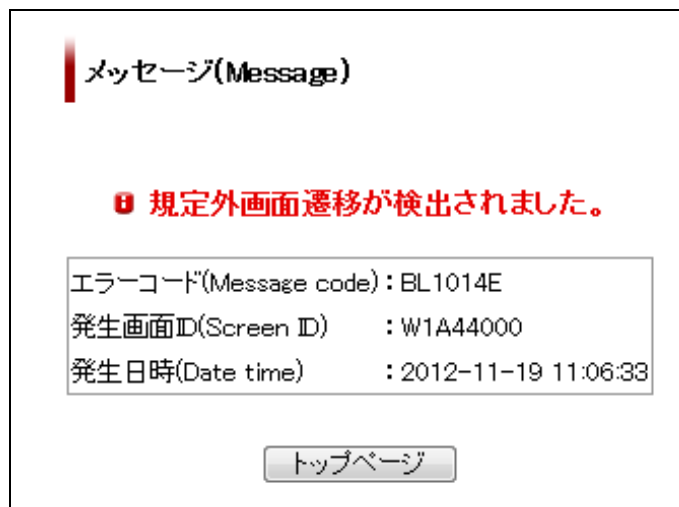 メッセージ(Message)
規定外画面遷移が検出されました。
エラーコード(Message code):BL1014E
発生画面ID(Screen ID) :W1A44000
発生日時(Date time) :2012-11-19 11:06:33
トップページ